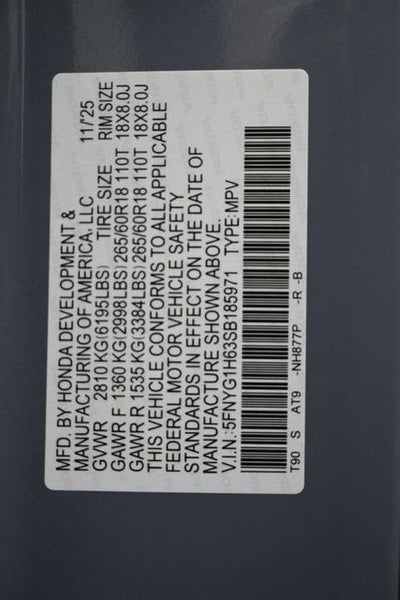 MFD. BY HONDA DEVELOPMENT &
MANUFACTURING OF AMERICA, LLC 11/'25
GVWR 2810 KG(6195LBS) TIRE SIZE RIM SIZE
GAWR F 1360 KG(2998LBS)265/60R18 110T 18X8.0J
GAWR R 1535 KG(3384LBS)265/60R18 110T 18X8.0J
THIS VEHICLE CONFORMS TO ALL APPLICABLE
FEDERAL MOTOR VEHICLE SAFETY
STANDARDS IN EFFECT ON THE DATE OF
MANUFACTURE SHOWN ABOVE.
V.I.N.:5FNYG1H63SB185971 TYPE:MPV
T90 S AT9 -NH877P -R -B